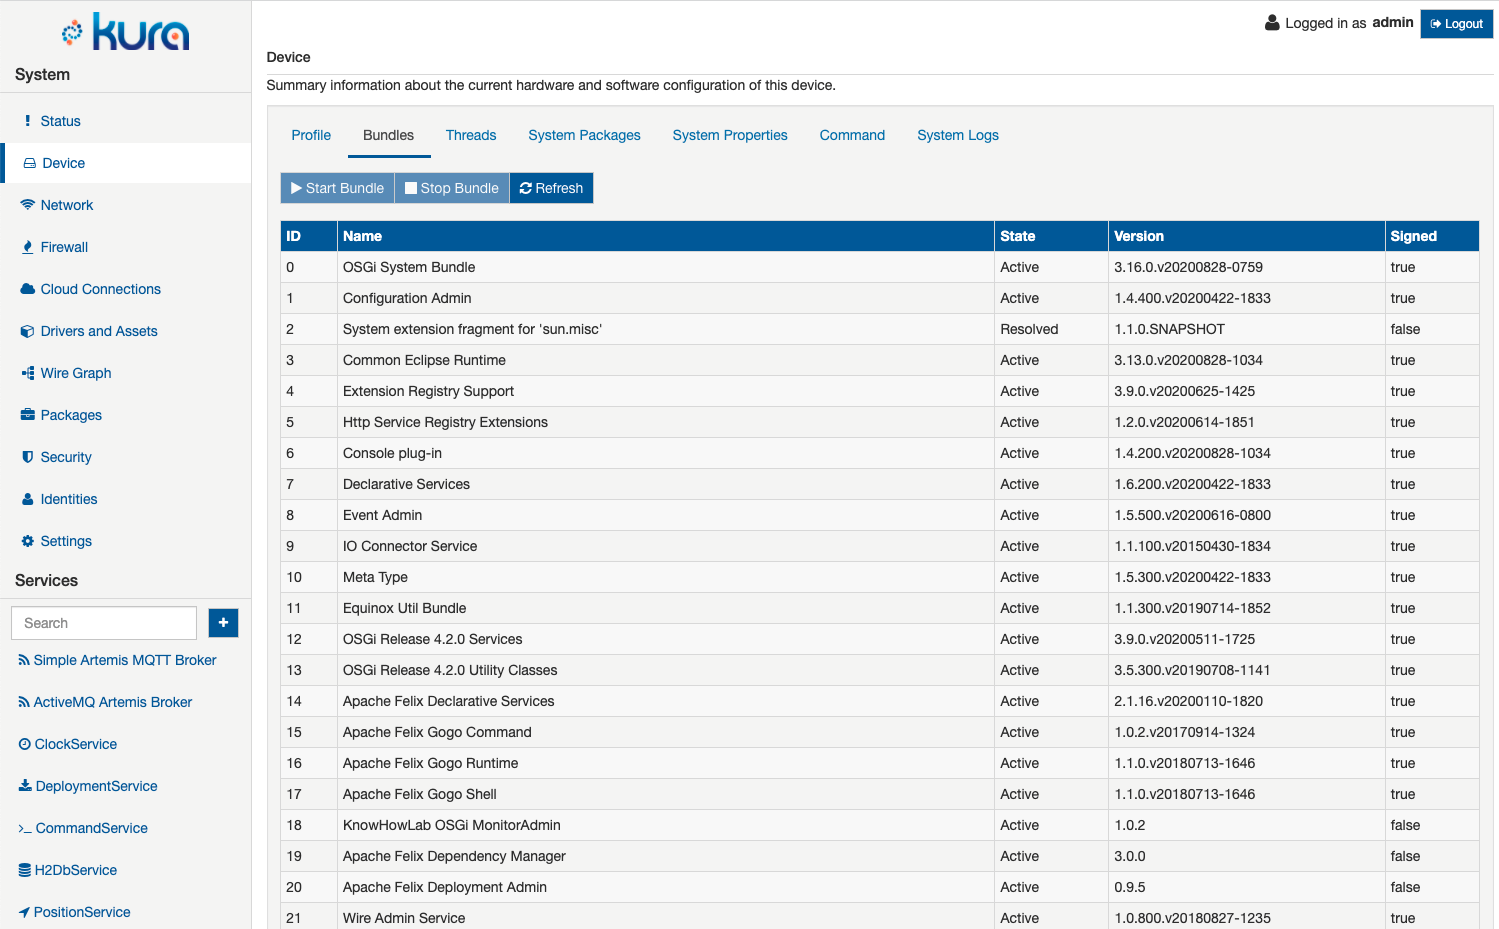 kura
System
Status
Device
Network
Firewall
Cloud Connections
Drivers and Assets
Wire Graph
Packages
Security
Identities
Settings
Services
Search
+
Simple Artemis MQTT Broker
ActiveMQ Artemis Broker
ClockService
DeploymentService
CommandService
H2DbService
PositionService
Logged in as admin Logout
Device
Summary information about the current hardware and software configuration of this device.
Profile Bundles Threads System Packages System Properties Command System Logs
Start Bundle Stop Bundle Refresh
ID Name State Version Signed
0 OSGi System Bundle Active 3.16.0.v20200828-0759 true
1 Configuration Admin Active 1.4.400.v20200422-1833 true
2 System extension fragment for 'sun.misc' Resolved 1.1.0.SNAPSHOT false
3 Common Eclipse Runtime Active 3.13.0.v20200828-1034 true
4 Extension Registry Support Active 3.9.0.v20200625-1425 true
5 Http Service Registry Extensions Active 1.2.0.v20200614-1851 true
6 Console plug-in Active 1.4.200.v20200828-1034 true
7 Declarative Services Active 1.6.200.v20200422-1833 true
8 Event Admin Active 1.5.500.v20200616-0800 true
9 IO Connector Service Active 1.1.100.v20150430-1834 true
10 Meta Type Active 1.5.300.v20200422-1833 true
11 Equinox Util Bundle Active 1.1.300.v20190714-1852 true
12 OSGi Release 4.2.0 Services Active 3.9.0.v20200511-1725 true
13 OSGi Release 4.2.0 Utility Classes Active 3.5.300.v20190708-1141 true
14 Apache Felix Declarative Services Active 2.1.16.v20200110-1820 true
15 Apache Felix Gogo Command Active 1.0.2.v20170914-1324 true
16 Apache Felix Gogo Runtime Active 1.1.0.v20180713-1646 true
17 Apache Felix Gogo Shell Active 1.1.0.v20180713-1646 true
18 KnowHowLab OSGi MonitorAdmin Active 1.0.2 false
19 Apache Felix Dependency Manager Active 3.0.0 false
20 Apache Felix Deployment Admin Active 0.9.5 false
21 Wire Admin Service Active 1.0.800.v20180827-1235 true